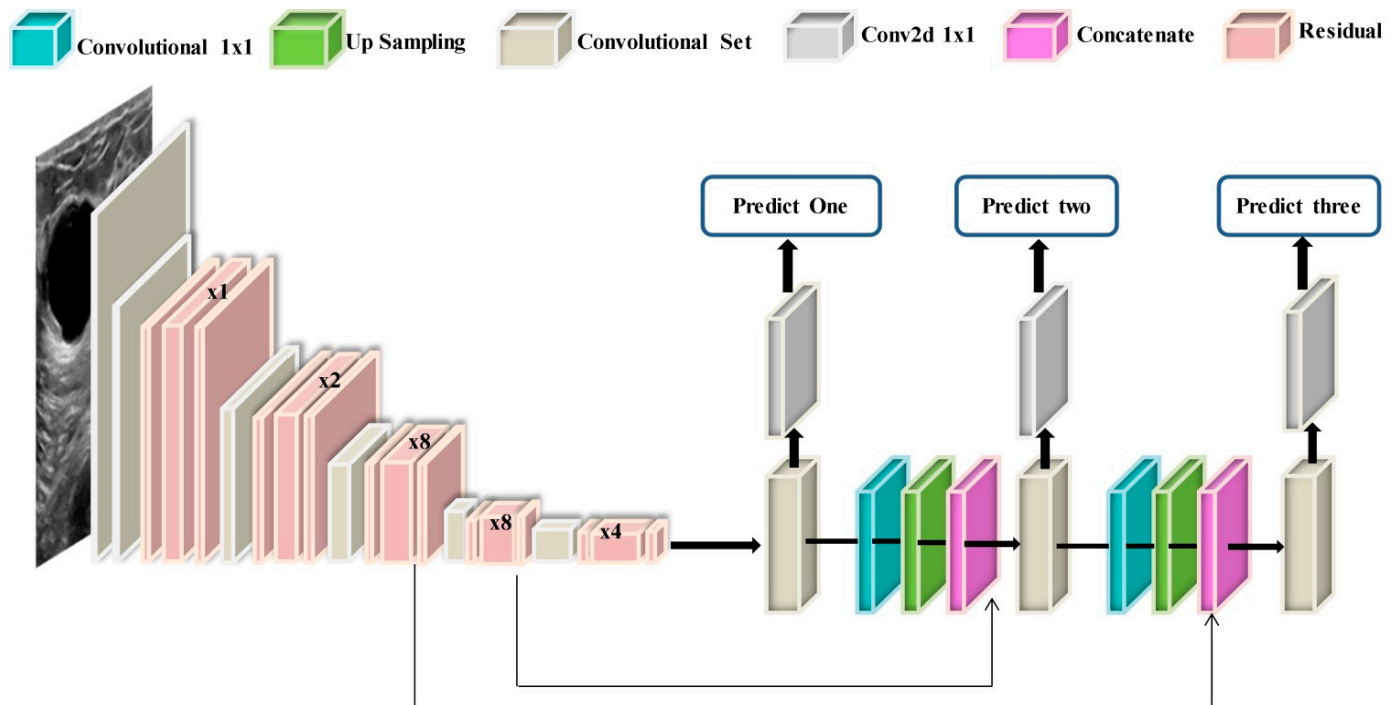 Convolutional 1x1
Up Sampling
Convolutional Set
Conv2d 1x1
Concatenate
Residual
Predict One
Predict two
Predict three
x1
x2
x8
x8
x4